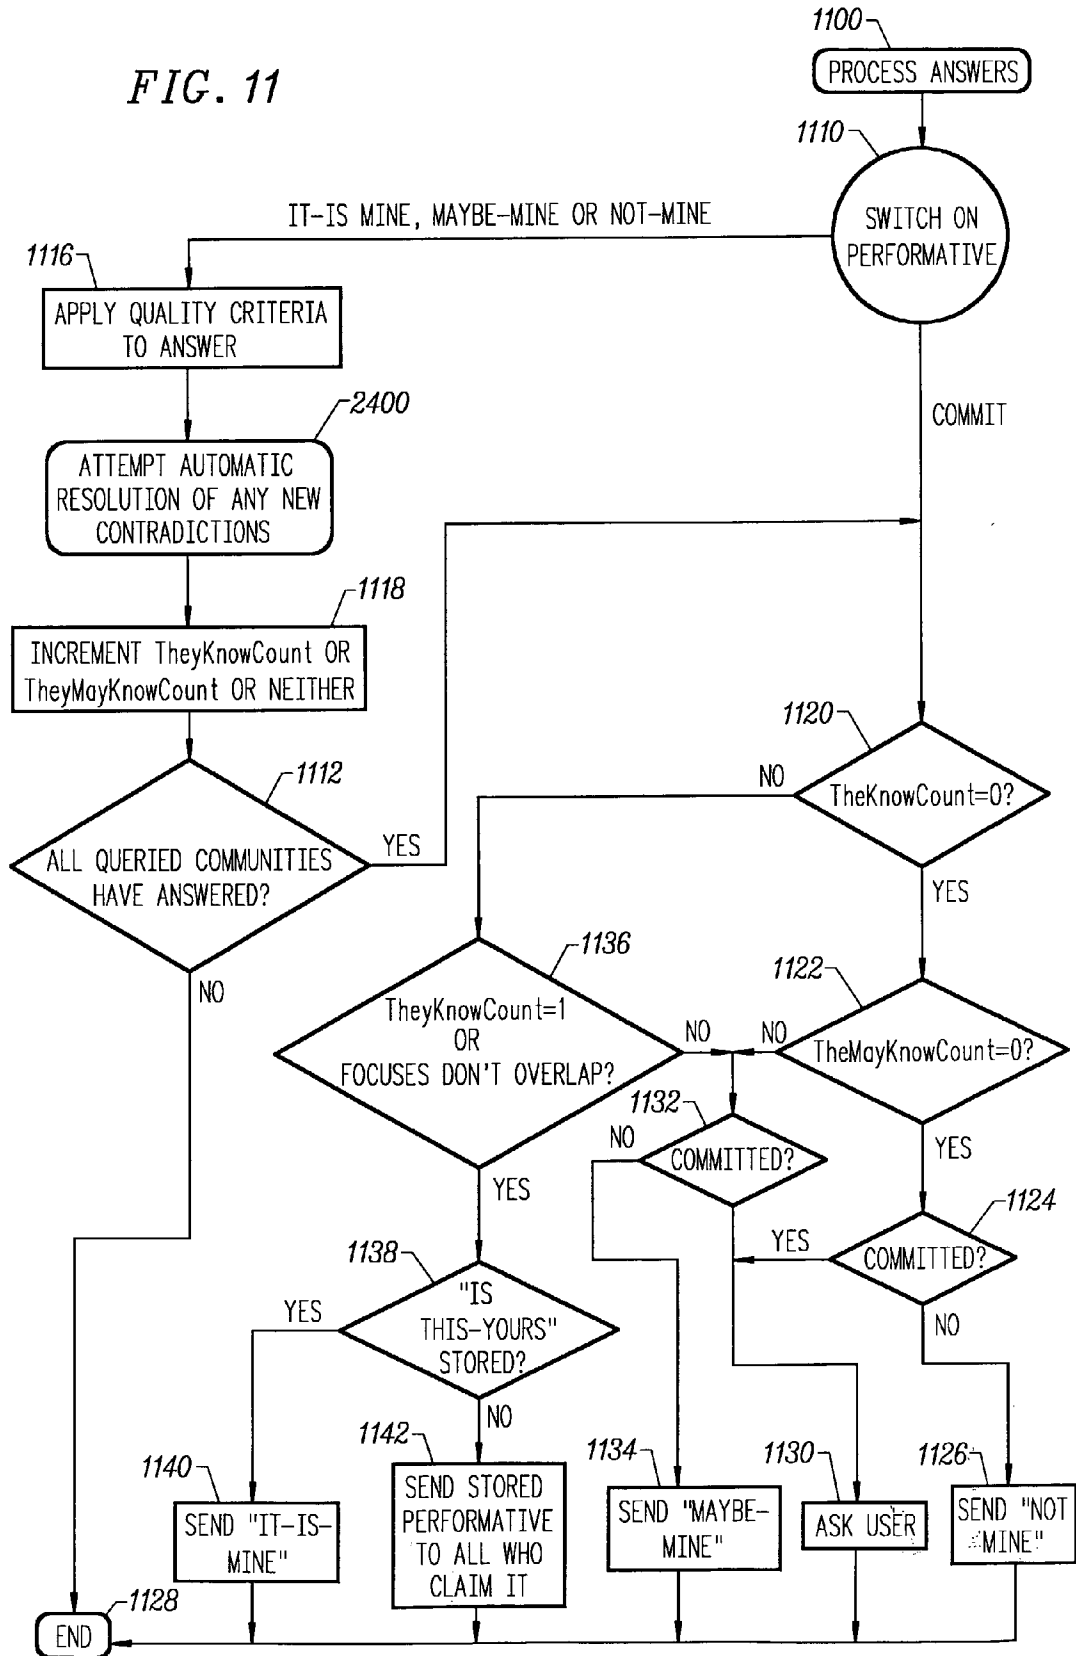 FIG. 11
1100
PROCESS ANSWERS
1110
SWITCH ON
PERFORMATIVE
IT-IS MINE, MAYBE-MINE OR NOT-MINE
1116
APPLY QUALITY CRITERIA
TO ANSWER
COMMIT
2400
ATTEMPT AUTOMATIC
RESOLUTION OF ANY NEW
CONTRADICTIONS
1118
INCREMENT TheyKnowCount OR
TheyMayKnowCount OR NEITHER
1112
ALL QUERIED COMMUNITIES
HAVE ANSWERED?
YES
NO
1120
TheKnowCount=0?
NO
YES
1136
TheyKnowCount=1
OR
FOCUSES DON'T OVERLAP?
NO
YES
1122
TheMayKnowCount=0?
NO
YES
1132
COMMITTED?
NO
1124
COMMITTED?
YES
NO
1138
"IS
THIS-YOURS"
STORED?
YES
NO
1140
SEND "IT-IS-
MINE"
1142
SEND STORED
PERFORMATIVE
TO ALL WHO
CLAIM IT
1134
SEND "MAYBE-
MINE"
1130
ASK USER
1126
SEND "NOT
MINE"
1128
END